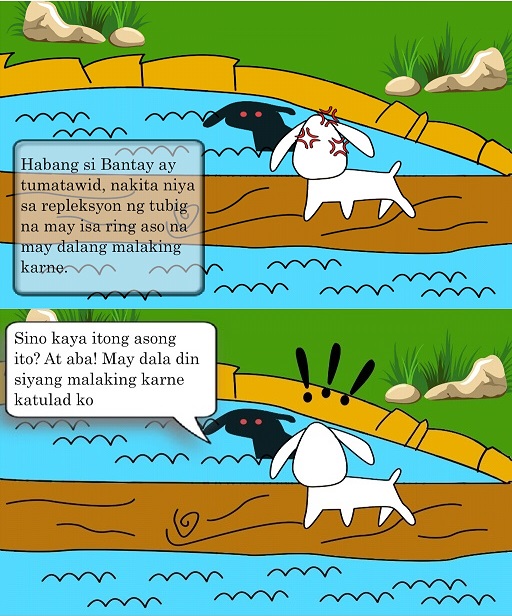 Habang si Bantay ay
tumatawid, nakita niya
sa repleksyon ng tubig
na may isa ring aso na
may dalang malaking
karne.
Sino kaya itong asong
ito? At aba! May dala din
siyang malaking karne
katulad ko